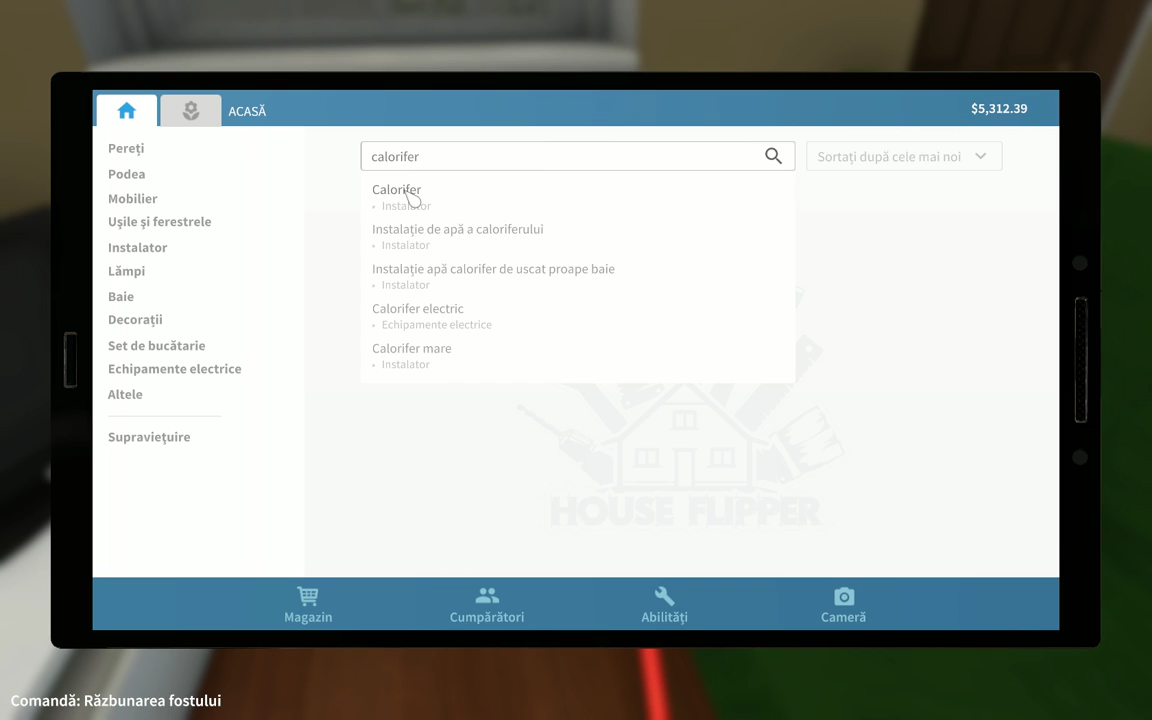 ACASĂ
$5,312.39
Pereți
Podea
Mobilier
Ușile și ferestrele
Instalator
Lămpi
Baie
Decorații
Set de bucătarie
Echipamente electrice
Altele
Supraviețuire
calorifer
Sortați după cele mai noi
Calorifer
• Instalator
Instalație de apă a caloriferului
• Instalator
Instalație apă calorifer de uscat proape baie
• Instalator
Calorifer electric
• Echipamente electrice
Calorifer mare
• Instalator
HOUSE FLIPPER
Magazin
Cumpărători
Abilități
Cameră
Comandă: Răzbunarea fostului